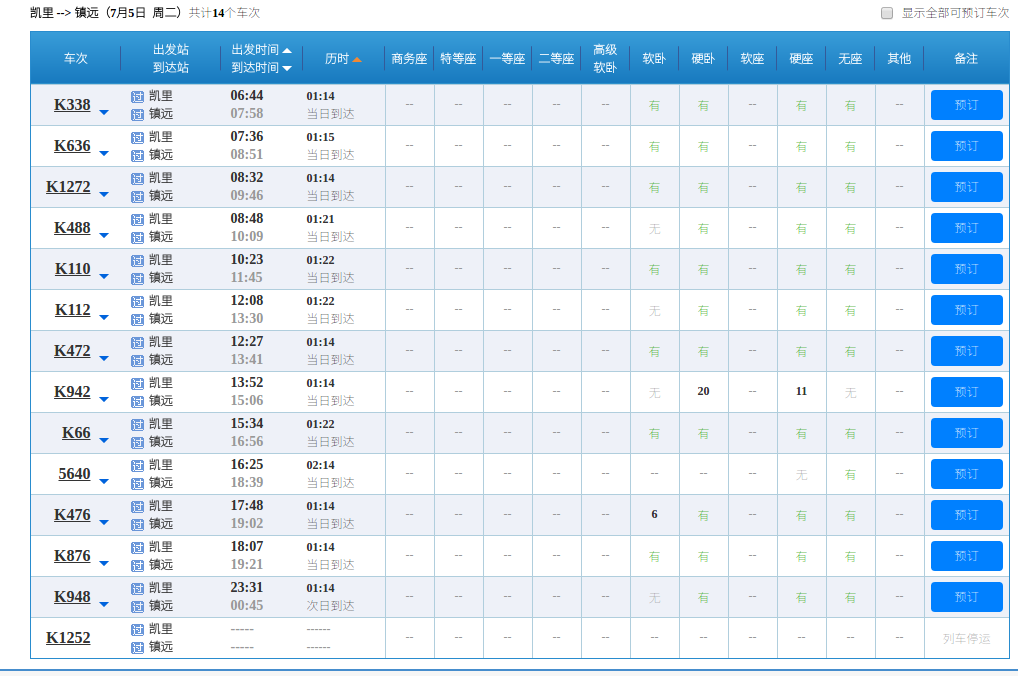 凯里 --> 镇远（7月5日  周二）共计14个车次
显示全部可预订车次
车次 出发站 到达站 出发时间 到达时间 历时 商务座 特等座 一等座 二等座 高级软卧 软卧 硬卧 软座 硬座 无座 其他 备注
K338 过 凯里 06:44 01:14 -- -- -- -- -- 有 有 -- 有 有 -- 预订
过 镇远 07:58 当日到达
K636 过 凯里 07:36 01:15 -- -- -- -- -- 有 有 -- 有 有 -- 预订
过 镇远 08:51 当日到达
K1272 过 凯里 08:32 01:14 -- -- -- -- -- 有 有 -- 有 有 -- 预订
过 镇远 09:46 当日到达
K488 过 凯里 08:48 01:21 -- -- -- -- -- 无 有 -- 有 有 -- 预订
过 镇远 10:09 当日到达
K110 过 凯里 10:23 01:22 -- -- -- -- -- 有 有 -- 有 有 -- 预订
过 镇远 11:45 当日到达
K112 过 凯里 12:08 01:22 -- -- -- -- -- 无 有 -- 有 有 -- 预订
过 镇远 13:30 当日到达
K472 过 凯里 12:27 01:14 -- -- -- -- -- 有 有 -- 有 有 -- 预订
过 镇远 13:41 当日到达
K942 过 凯里 13:52 01:14 -- -- -- -- -- 无 20 -- 11 无 -- 预订
过 镇远 15:06 当日到达
K66 过 凯里 15:34 01:22 -- -- -- -- -- 有 有 -- 有 有 -- 预订
过 镇远 16:56 当日到达
5640 过 凯里 16:25 02:14 -- -- -- -- -- -- -- -- 无 有 -- 预订
过 镇远 18:39 当日到达
K476 过 凯里 17:48 01:14 -- -- -- -- -- 6 有 -- 有 有 -- 预订
过 镇远 19:02 当日到达
K876 过 凯里 18:07 01:14 -- -- -- -- -- 有 有 -- 有 有 -- 预订
过 镇远 19:21 当日到达
K948 过 凯里 23:31 01:14 -- -- -- -- -- 无 有 -- 有 有 -- 预订
过 镇远 00:45 次日到达
K1252 过 凯里 ----- ------ -- -- -- -- -- -- -- -- -- -- -- 列车停运
过 镇远 ----- ------